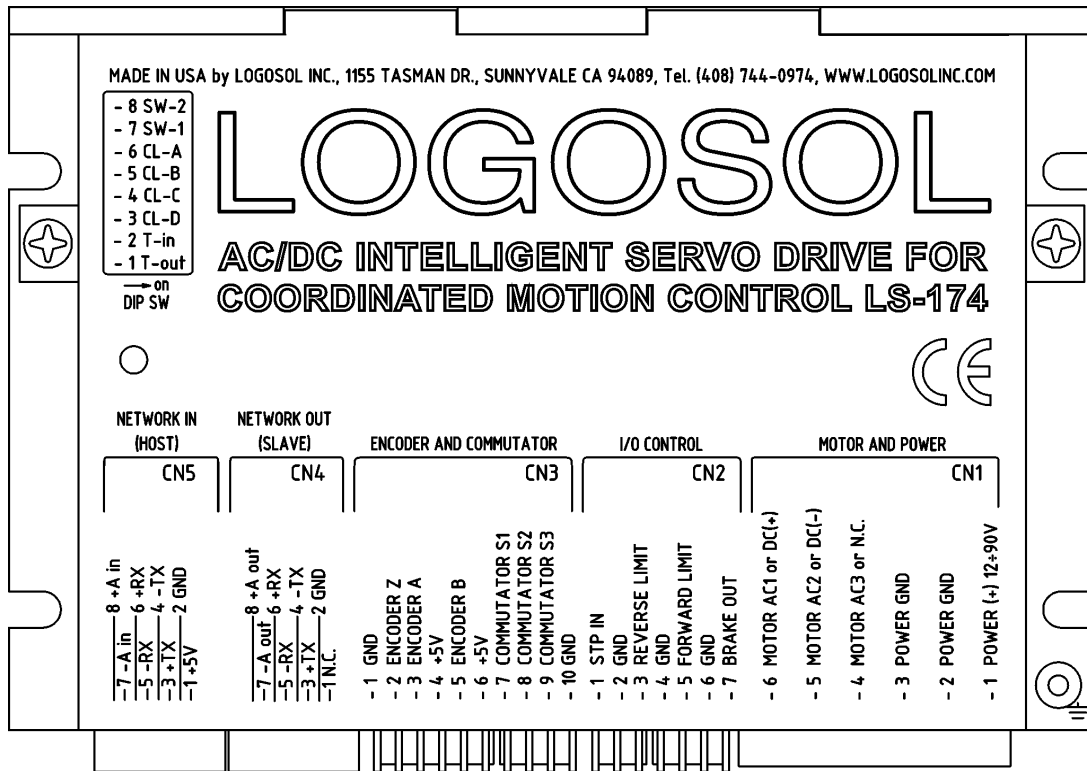 MADE IN USA by LOGOSOL INC., 1155 TASMAN DR., SUNNYVALE CA 94089, Tel. (408) 744-0974, WWW.LOGOSOLINC.COM
- 8 SW-2
- 7 SW-1
- 6 CL-A
- 5 CL-B
- 4 CL-C
- 3 CL-D
- 2 T-in
- 1 T-out
→ on
DIP SW
LOGOSOL
AC/DC INTELLIGENT SERVO DRIVE FOR
COORDINATED MOTION CONTROL LS-174
CE
NETWORK IN
(HOST)
CN5
8 +A in
-7 -A in
6 +RX
-5 -RX
4 -TX
-3 +TX
2 GND
-1 +5V
NETWORK OUT
(SLAVE)
CN4
8 +A out
-7 -A out
6 +RX
-5 -RX
4 -TX
-3 +TX
2 GND
-1 N.C.
ENCODER AND COMMUTATOR
CN3
- 1 GND
- 2 ENCODER Z
- 3 ENCODER A
- 4 +5V
- 5 ENCODER B
- 6 +5V
- 7 COMMUTATOR S1
- 8 COMMUTATOR S2
- 9 COMMUTATOR S3
- 10 GND
I/O CONTROL
CN2
- 1 STP IN
- 2 GND
- 3 REVERSE LIMIT
- 4 GND
- 5 FORWARD LIMIT
- 6 GND
- 7 BRAKE OUT
MOTOR AND POWER
CN1
- 6 MOTOR AC1 or DC(+)
- 5 MOTOR AC2 or DC(-)
- 4 MOTOR AC3 or N.C.
- 3 POWER GND
- 2 POWER GND
- 1 POWER (+) 12÷90V